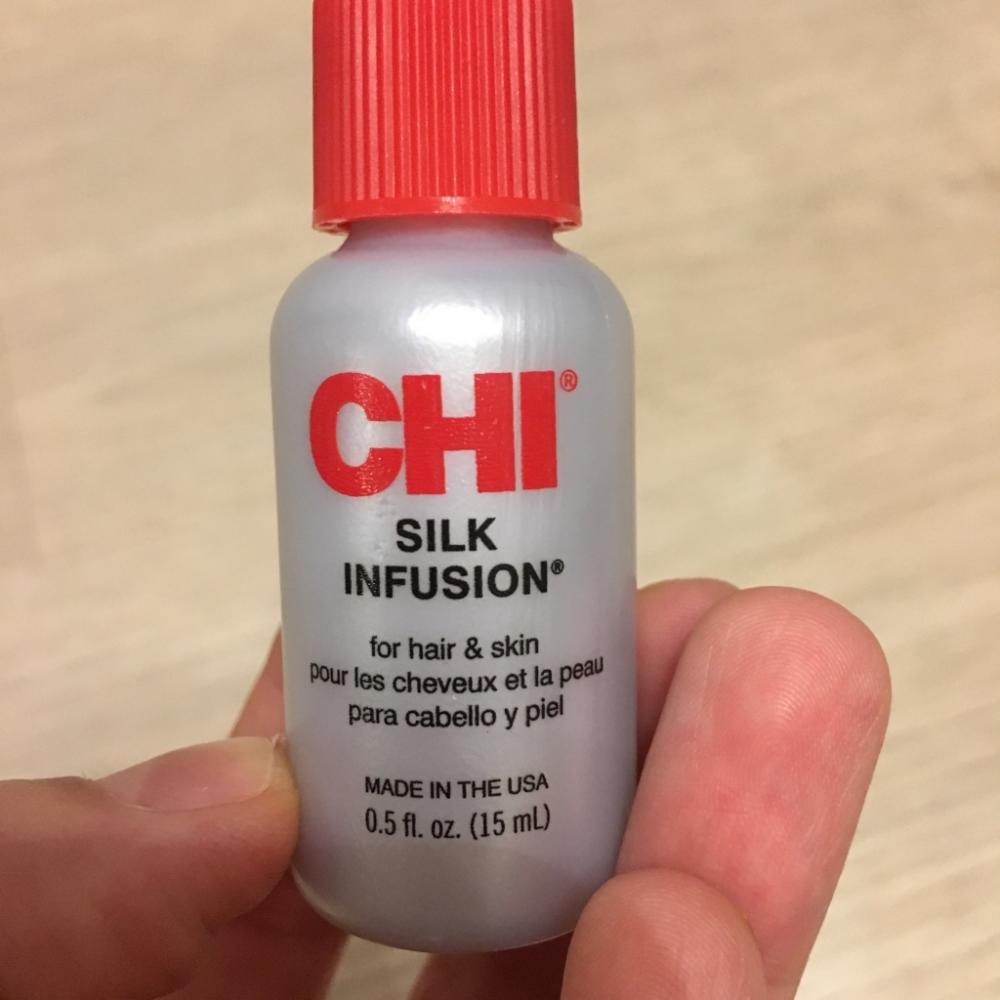 CHI®
SILK
INFUSION®
for hair & skin
pour les cheveux et la peau
para cabello y piel
MADE IN THE USA
0.5 fl. oz. (15 mL)